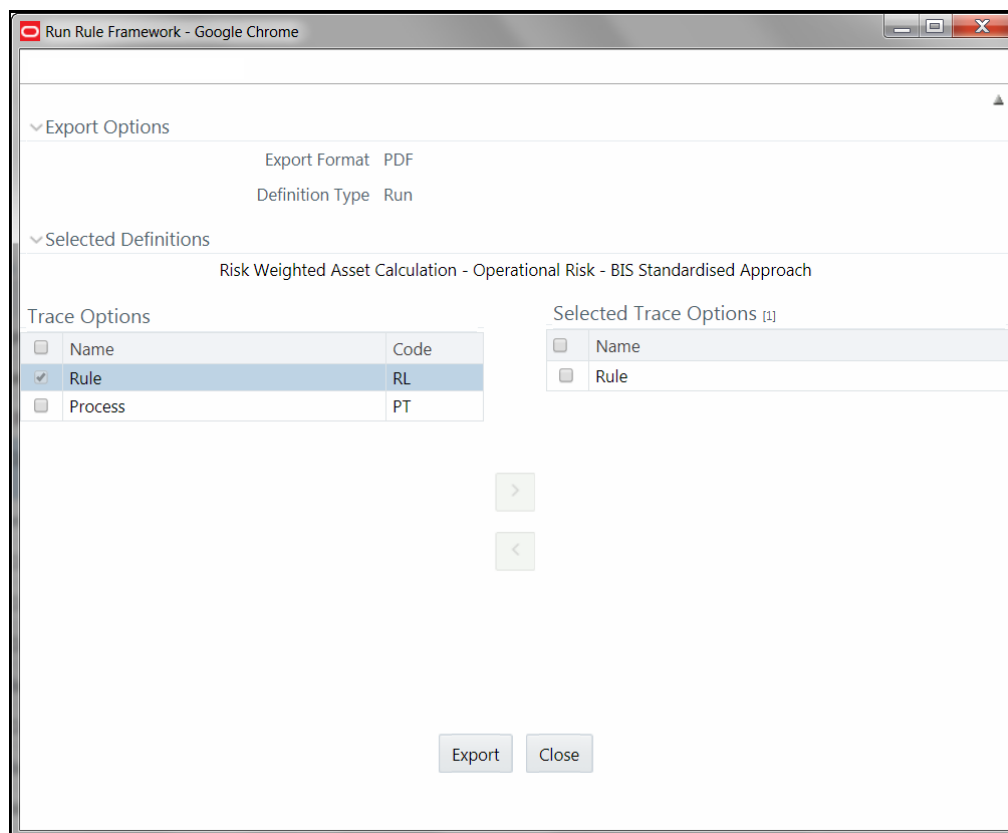 Run Rule Framework - Google Chrome
Export Options
Export Format PDF
Definition Type Run
Selected Definitions
Risk Weighted Asset Calculation - Operational Risk - BIS Standardised Approach
Trace Options
Name Code
Rule RL
Process PT
Selected Trace Options [1]
Name
Rule
>
<
Export Close